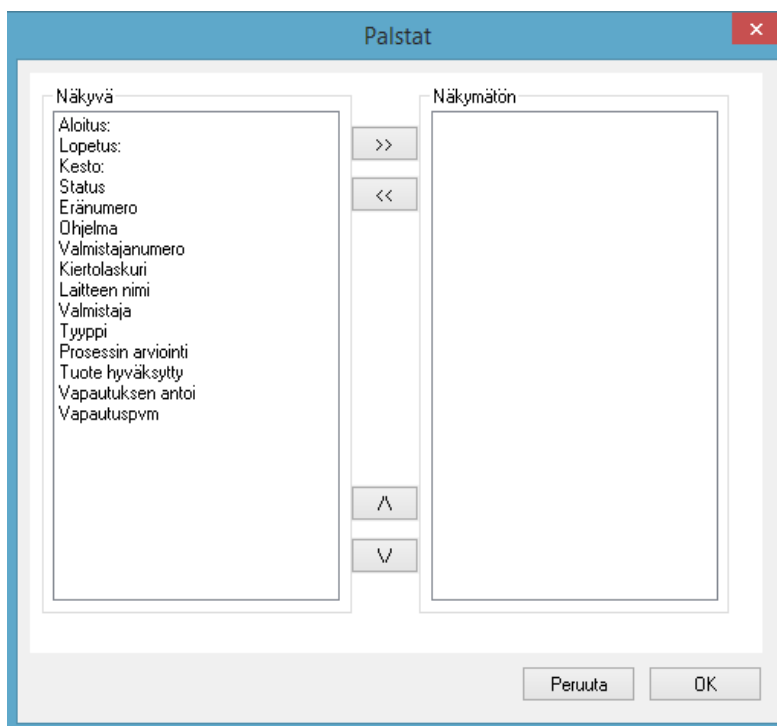 Palstat
Näkyvä
Aloitus:
Lopetus:
Kesto:
Status
Eränumero
Ohjelma
Valmistajanumero
Kiertolaskuri
Laitteen nimi
Valmistaja
Tyyppi
Prosessin arviointi
Tuote hyväksytty
Vapautuksen antoi
Vapautuspvm
>>
<<
/\
\/
Näkymätön
Peruuta
OK